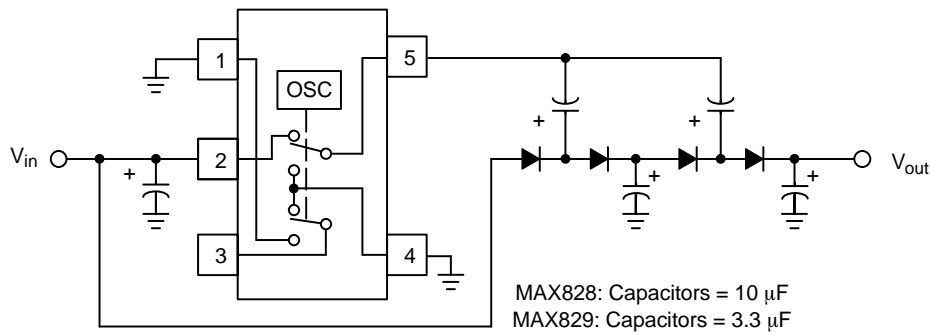 1
5
OSC
+
+
V_in
2
V_out
+
+
+
3
4
MAX828: Capacitors = 10 μF
MAX829: Capacitors = 3.3 μF